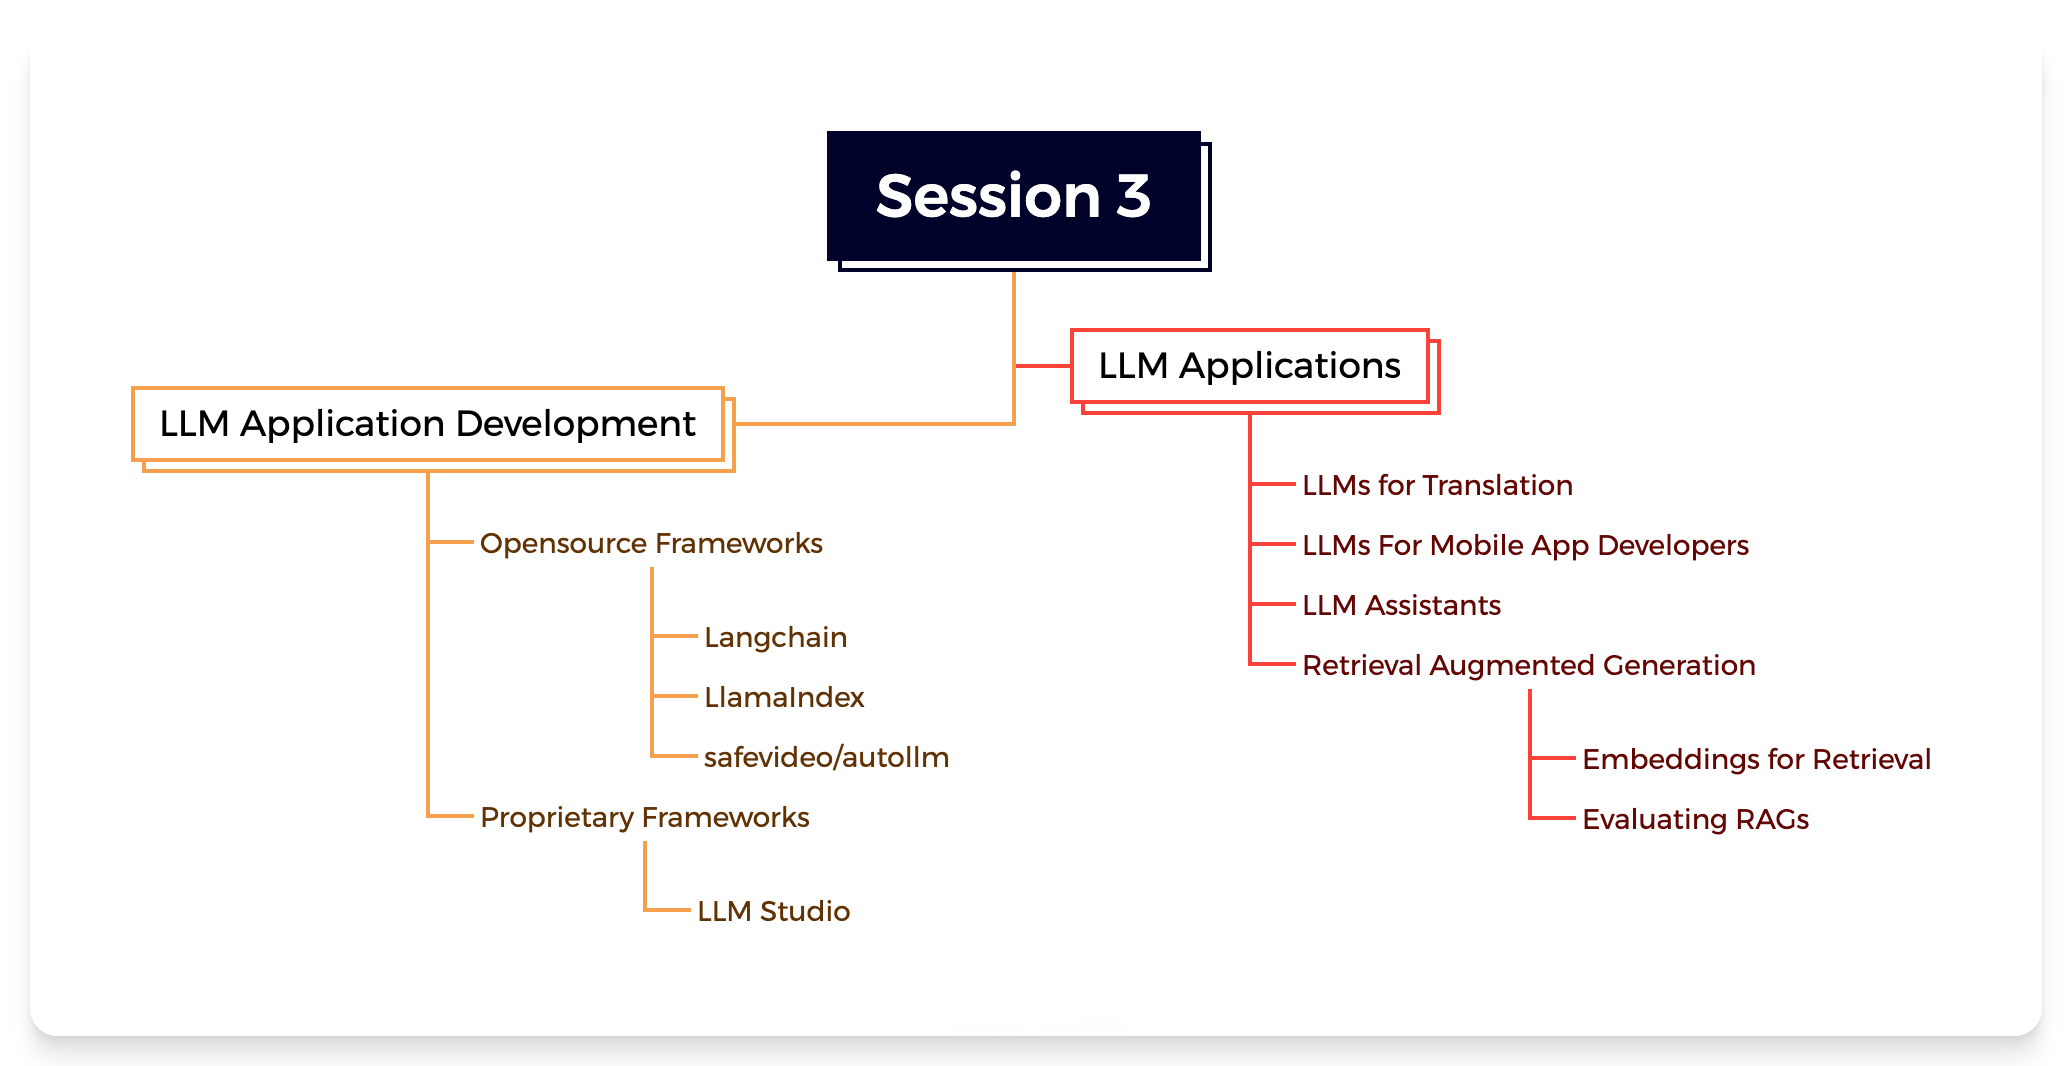 Session 3
LLM Applications
LLM Application Development
LLMs for Translation
LLMs For Mobile App Developers
LLM Assistants
Retrieval Augmented Generation
Embeddings for Retrieval
Evaluating RAGs
Opensource Frameworks
Langchain
LlamaIndex
safevideo/autollm
Proprietary Frameworks
LLM Studio